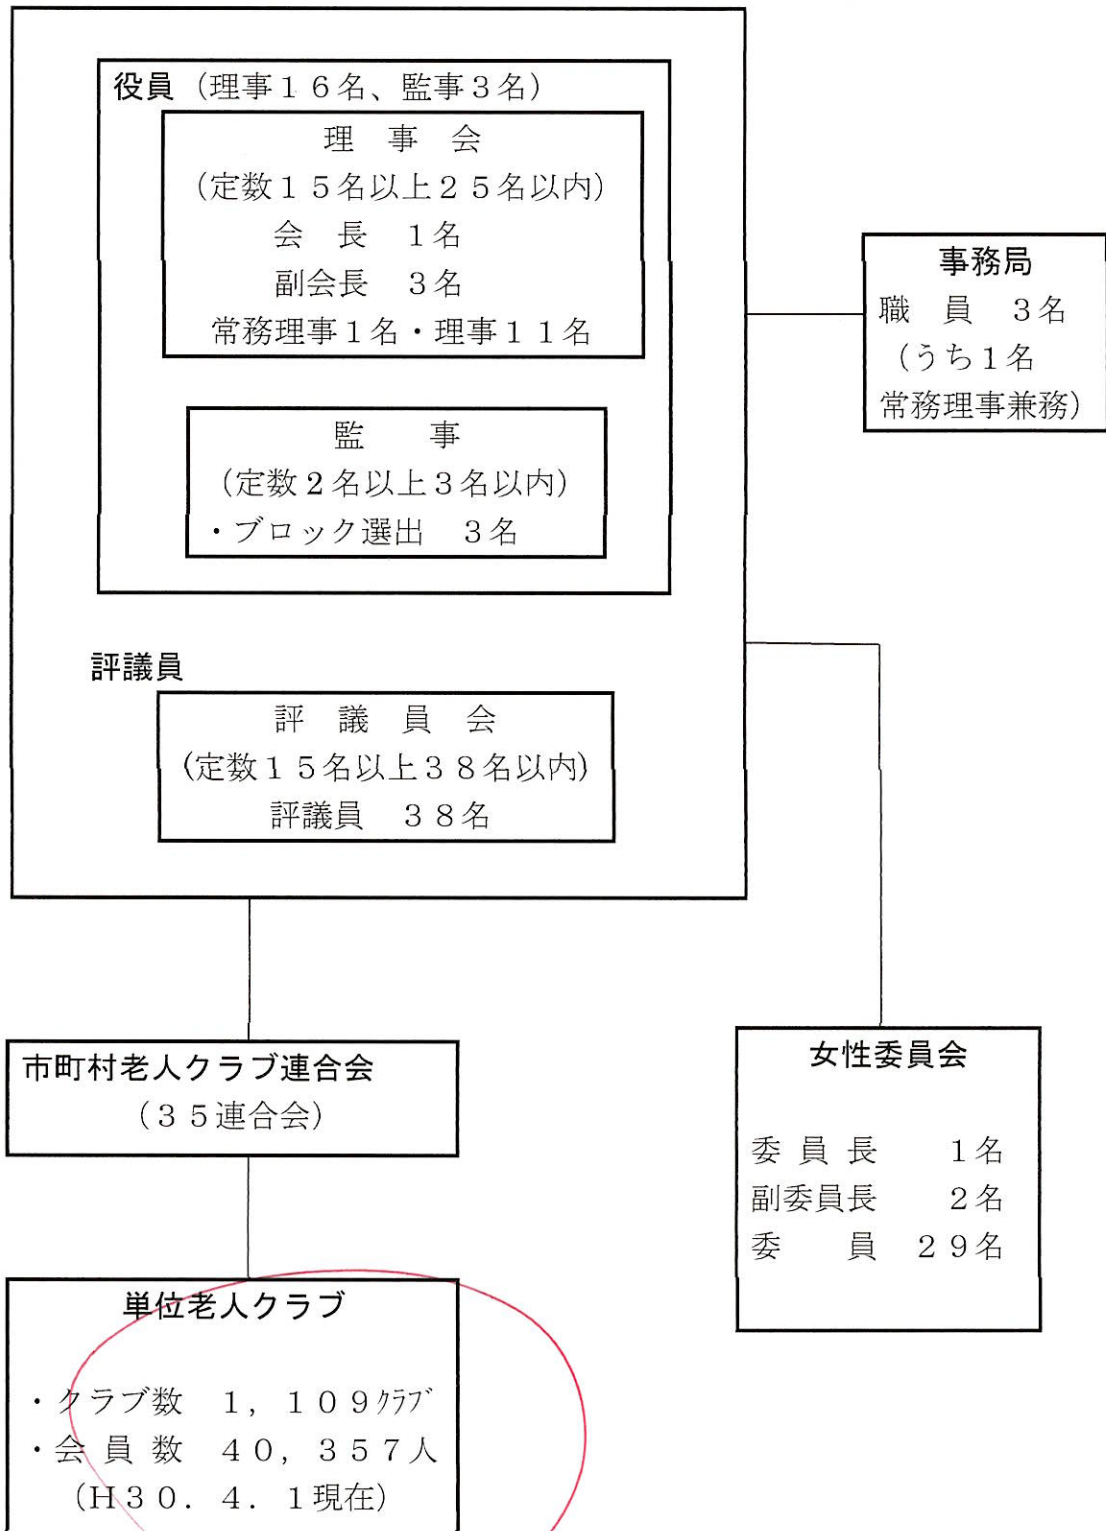 役員（理事１６名、監事３名）
理　事　会
（定数１５名以上２５名以内）
会　長　１名
副会長　３名
常務理事１名・理事１１名
監　　事
（定数２名以上３名以内）
・ブロック選出　３名
評議員
評　議　員　会
（定数１５名以上３８名以内）
評議員　３８名
事務局
職　員　３名
（うち１名
常務理事兼務）
市町村老人クラブ連合会
（３５連合会）
女性委員会
委 員 長　　１名
副委員長　　２名
委　　員　２９名
単位老人クラブ
・クラブ数　１，１０９ｸﾗﾌﾞ
・会 員 数　４０，３５７人
（Ｈ３０．４．１現在）